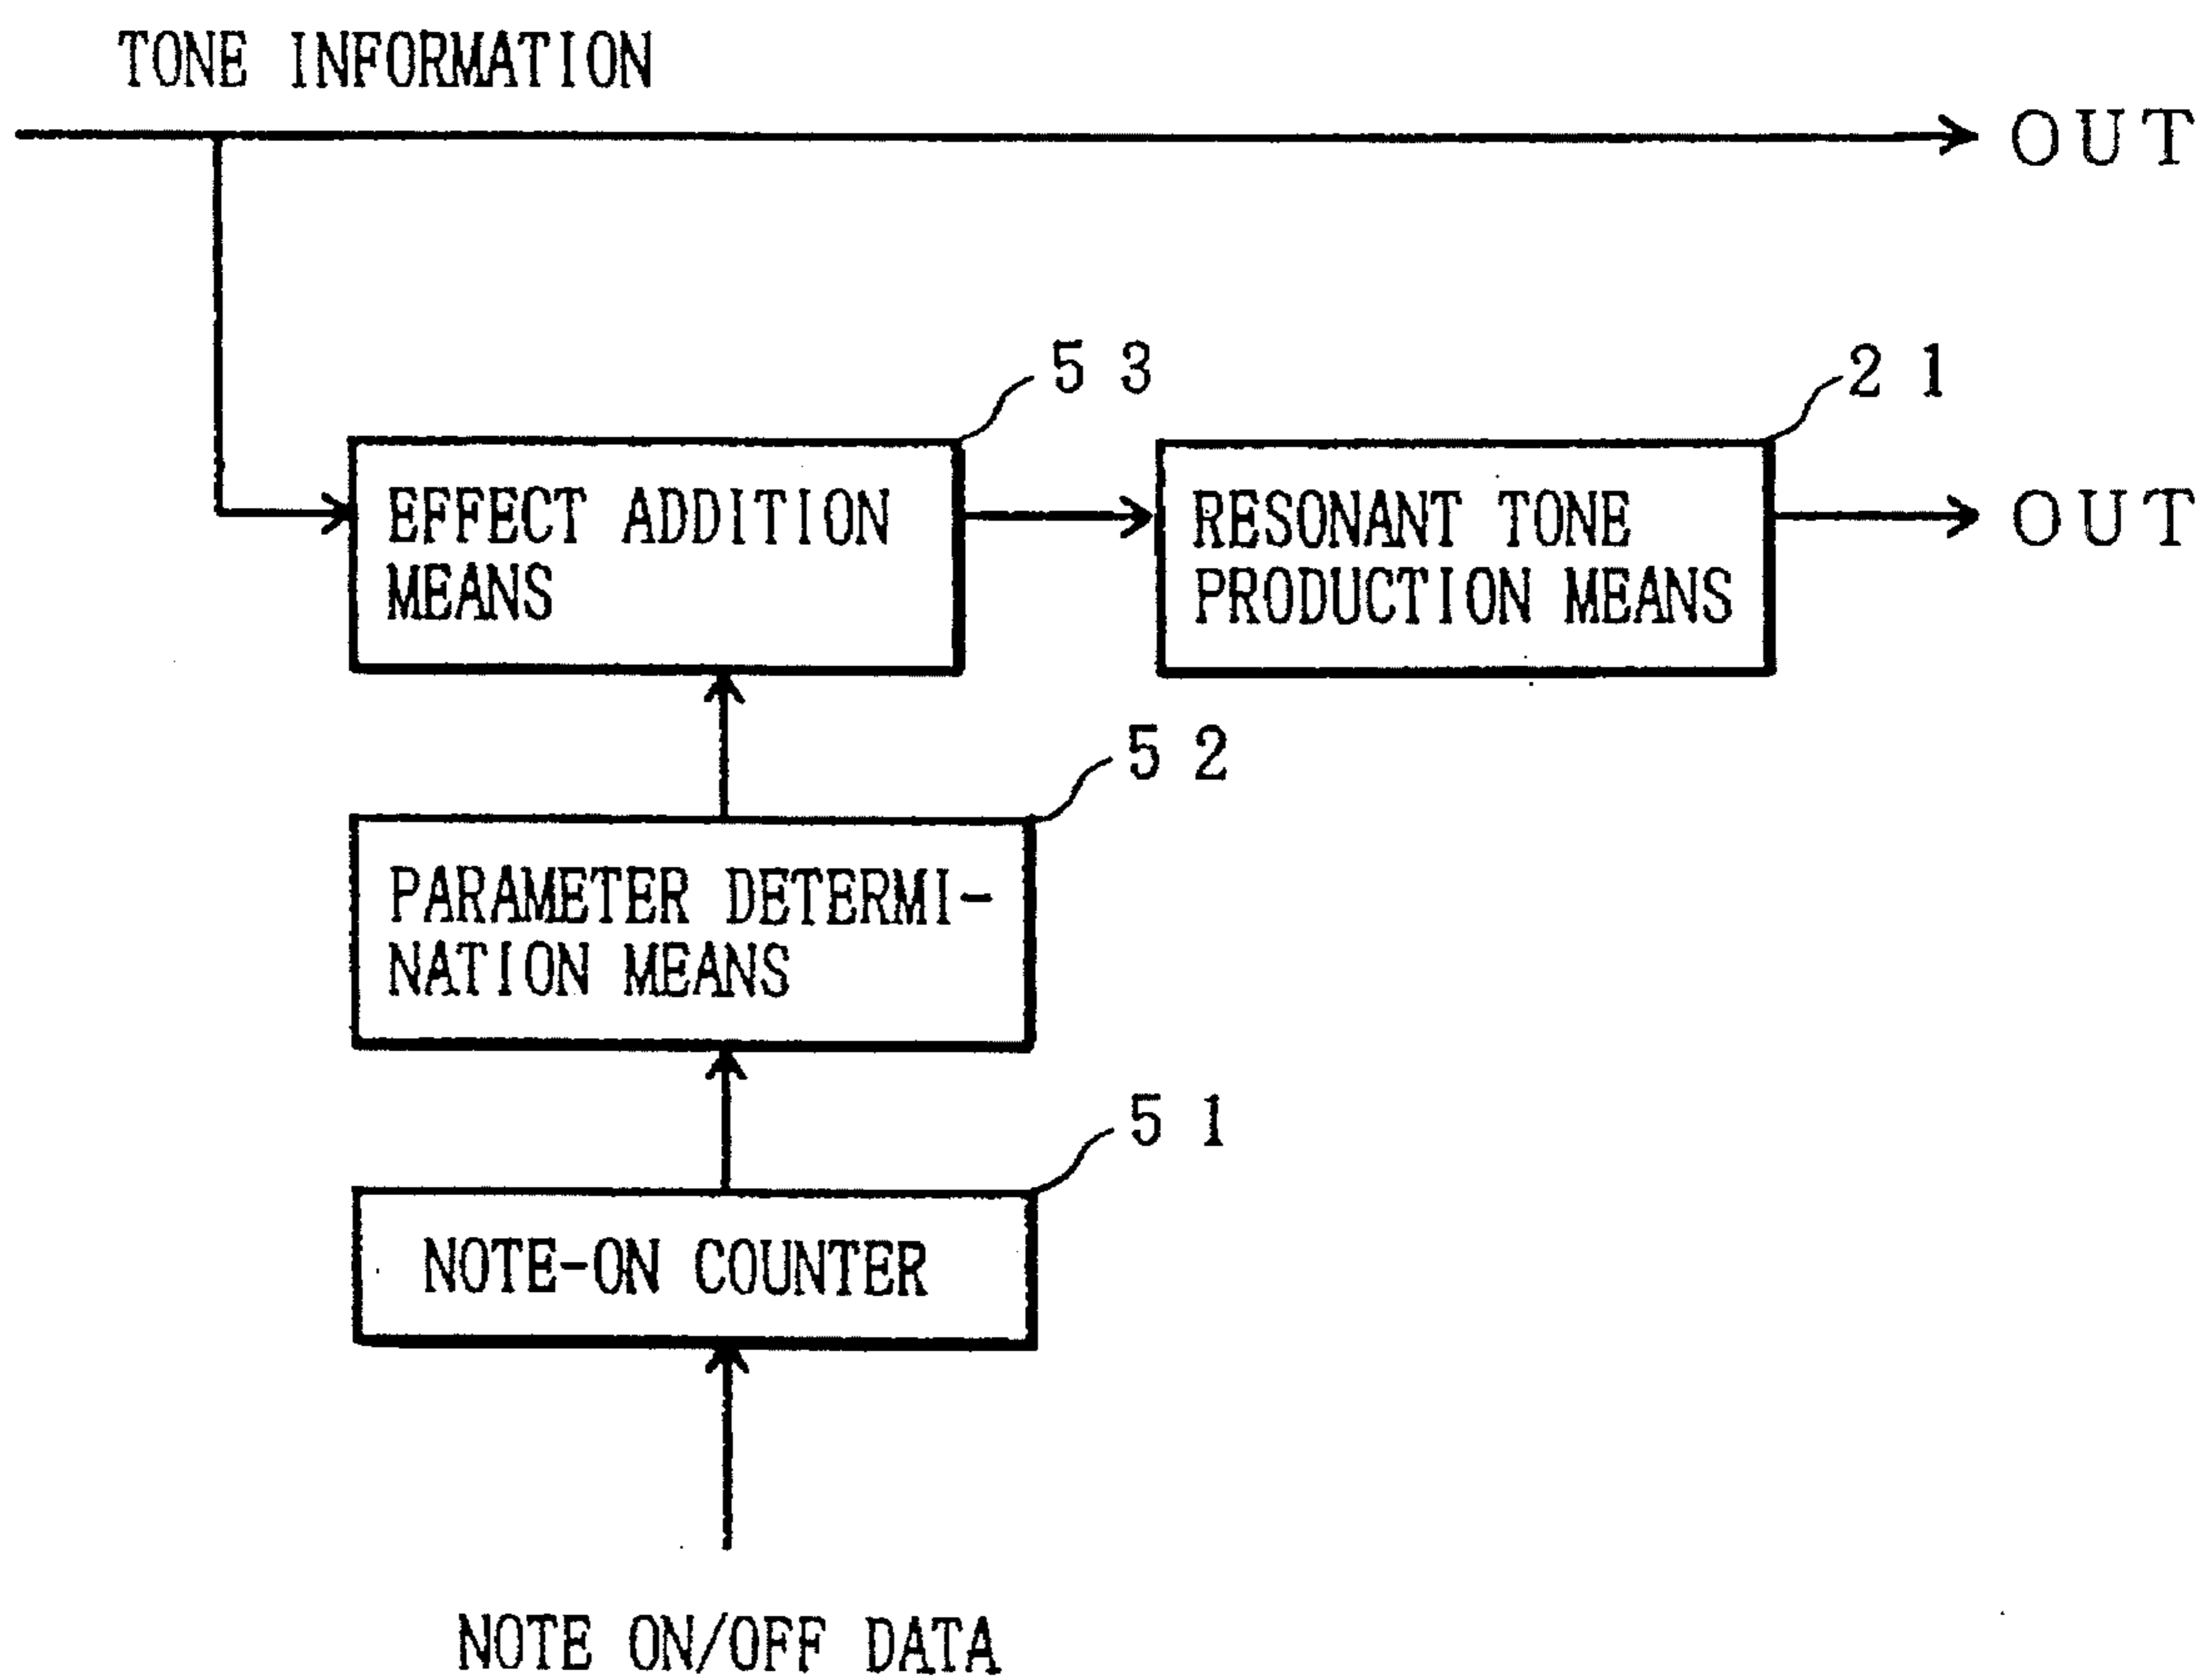 TONE INFORMATION
OUT
53
21
EFFECT ADDITION
MEANS
RESONANT TONE
PRODUCTION MEANS
OUT
52
PARAMETER DETERMI-
NATION MEANS
51
NOTE-ON COUNTER
NOTE ON/OFF DATA